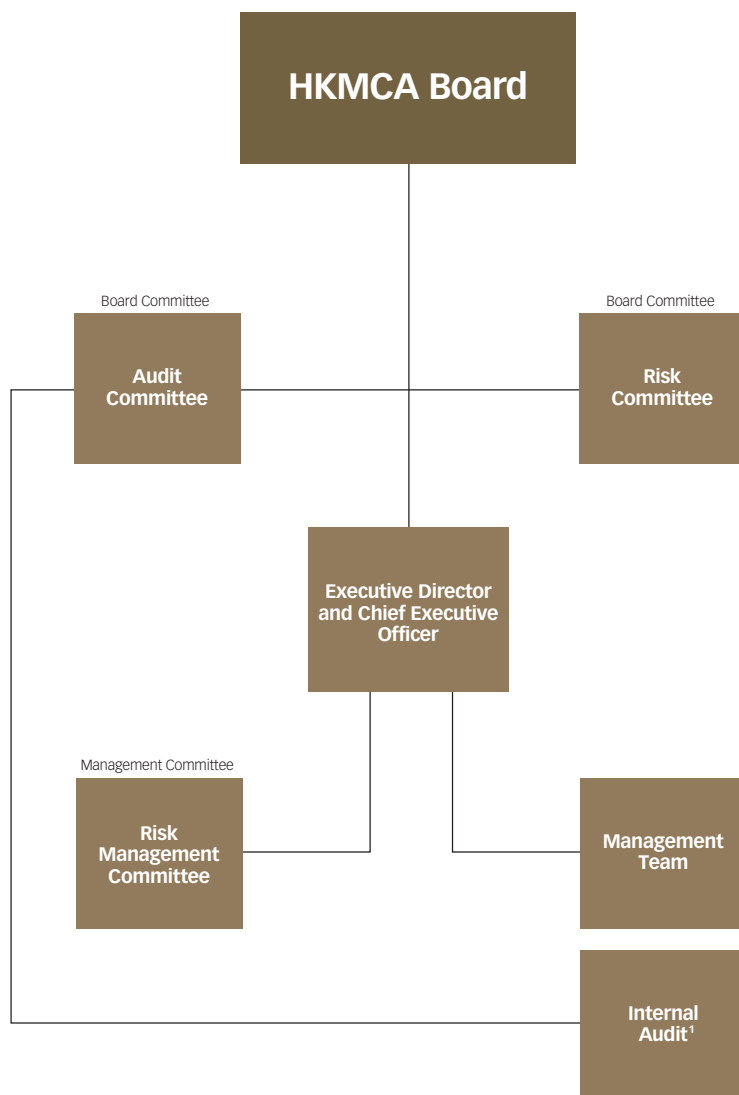 HKMCA Board
Board Committee
Audit
Committee
Board Committee
Risk
Committee
Executive Director
and Chief Executive
Officer
Management Committee
Risk
Management
Committee
Management
Team
Internal
Audit¹